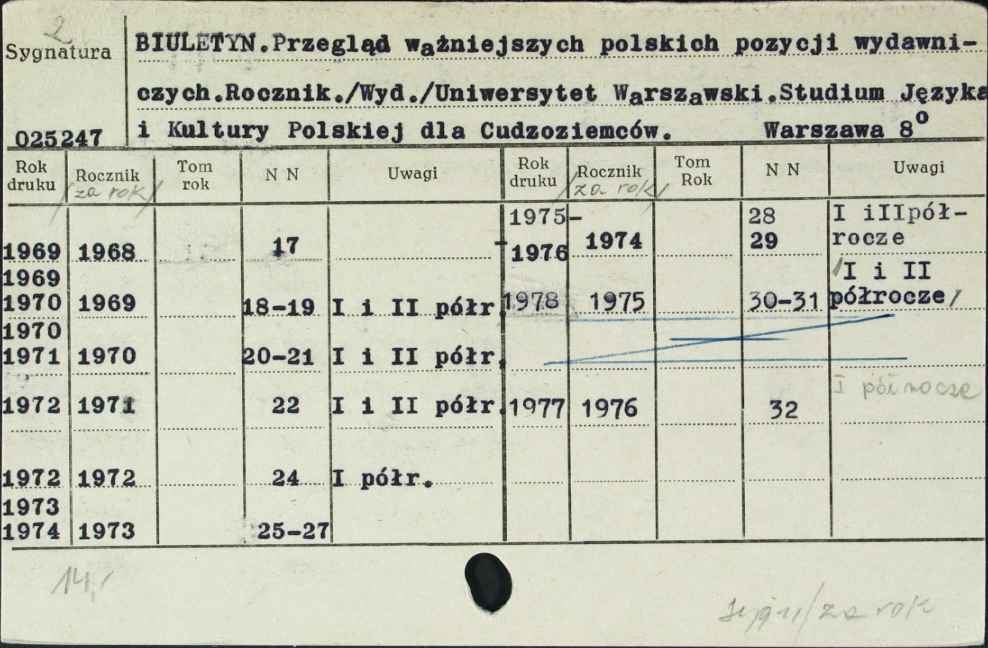 2
Sygnatura
BIULETYN.Przegląd ważniejszych polskich pozycji wydawni-
czych.Rocznik./Wyd./Uniwersytet Warszawski.Studium Języka
025247
i Kultury Polskiej dla Cudzoziemców. Warszawa 8º
Rok druku Rocznik /za rok/ Tom rok N N Uwagi
1969 1968 17
1969
1970 1969 18-19 I i II półr.
1970
1971 1970 20-21 I i II półr.
1972 1971 22 I i II półr.
1972 1972 24 I półr.
1973
1974 1973 25-27
Rok druku Rocznik /za rok/ Tom Rok N N Uwagi
1975- 28 I iIIpół-
-1976 1974 29 rocze
/I i II
1978 1975 30-31 półrocze/
I półrocze
1977 1976 32
14,
/za rok